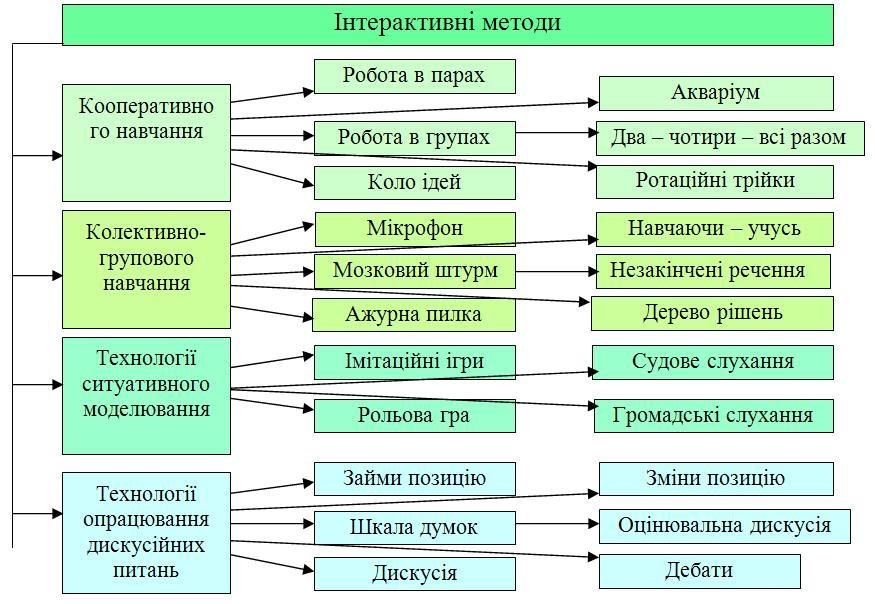 Інтерактивні методи
Кооперативно
го навчання
Робота в парах
Акваріум
Робота в групах
Два – чотири – всі разом
Коло ідей
Ротаційні трійки
Колективно-
групового
навчання
Мікрофон
Навчаючи – учусь
Мозковий штурм
Незакінчені речення
Ажурна пилка
Дерево рішень
Технології
ситуативного
моделювання
Імітаційні ігри
Судове слухання
Рольова гра
Громадські слухання
Технології
опрацювання
дискусійних
питань
Займи позицію
Зміни позицію
Шкала думок
Оцінювальна дискусія
Дискусія
Дебати